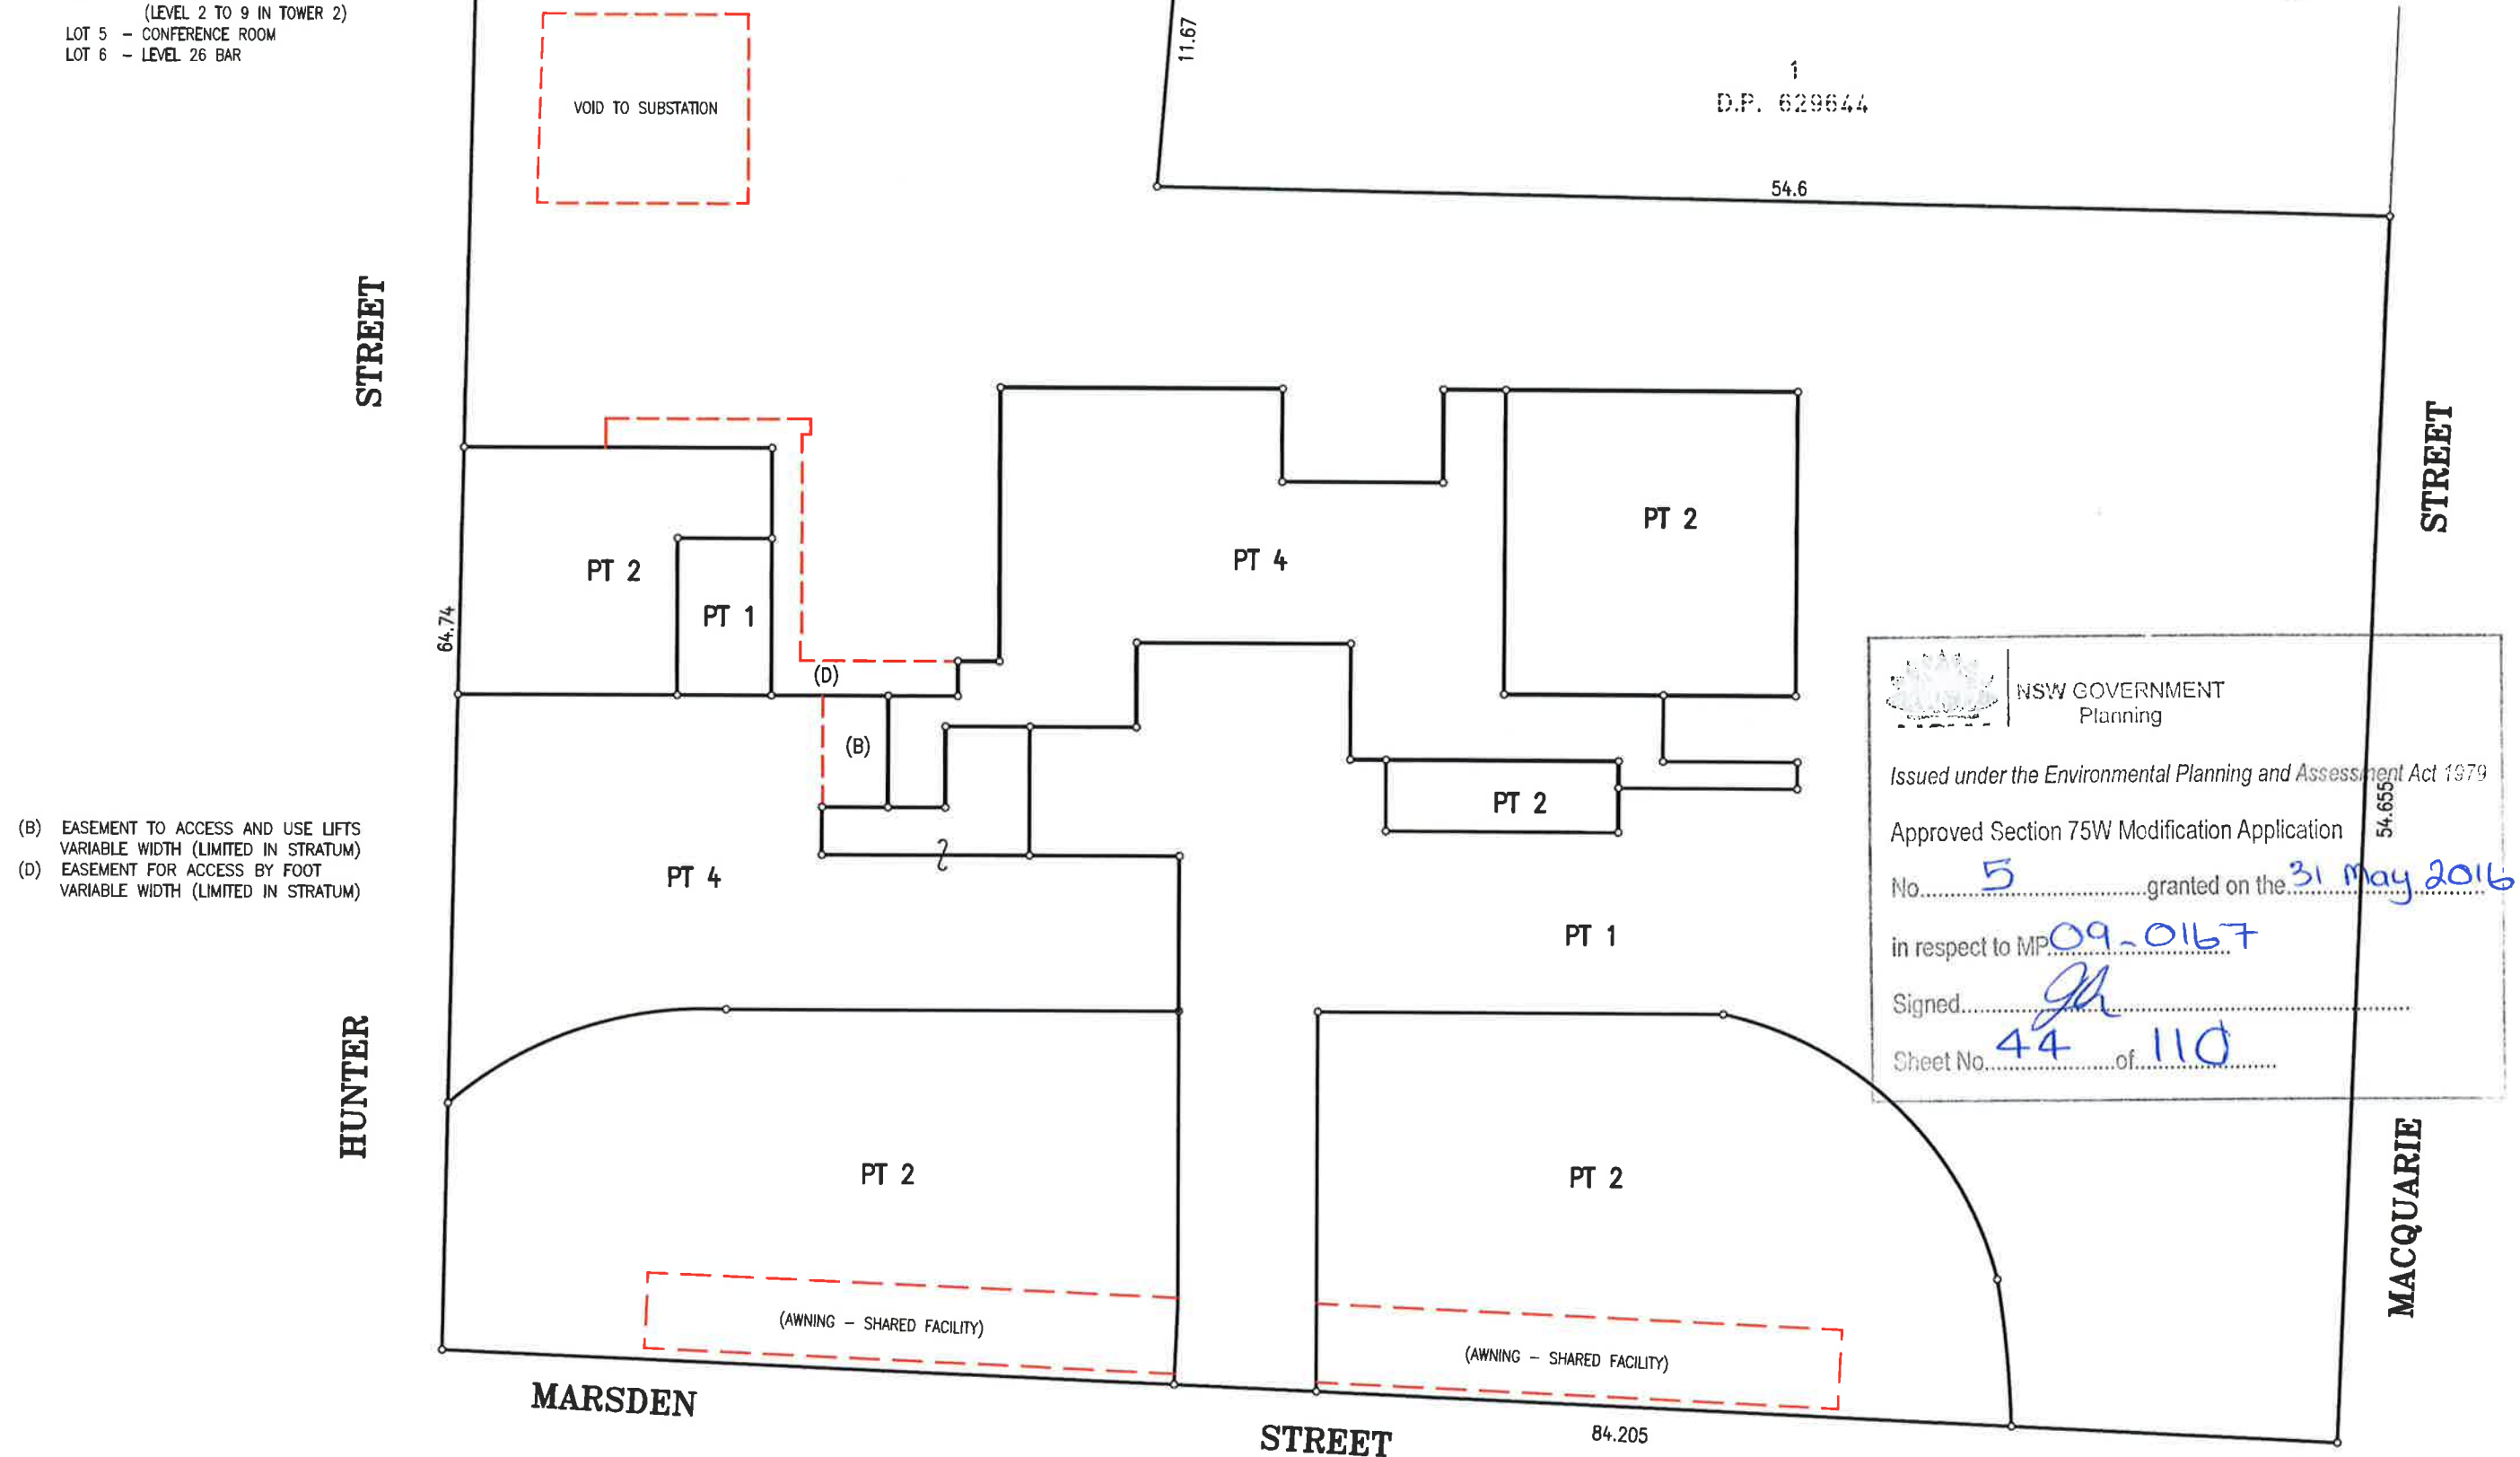 (LEVEL 2 TO 9 IN TOWER 2)
LOT 5 - CONFERENCE ROOM
LOT 6 - LEVEL 26 BAR
VOID TO SUBSTATION
11.67
1
D.P. 629644
54.6
STREET
STREET
PT 2
PT 1
PT 4
PT 2
64.74
(D)
(B)
PT 2
(B) EASEMENT TO ACCESS AND USE LIFTS
VARIABLE WIDTH (LIMITED IN STRATUM)
(D) EASEMENT FOR ACCESS BY FOOT
VARIABLE WIDTH (LIMITED IN STRATUM)
PT 4
PT 1
NSW GOVERNMENT
Planning
Issued under the Environmental Planning and Assessment Act 1979
Approved Section 75W Modification Application
No. 5 granted on the 31 May 2016
in respect to MP 09-0167
Signed
Sheet No. 44 of 110
54.655
HUNTER
MACQUARIE
PT 2
PT 2
(AWNING - SHARED FACILITY)
(AWNING - SHARED FACILITY)
MARSDEN
STREET
84.205